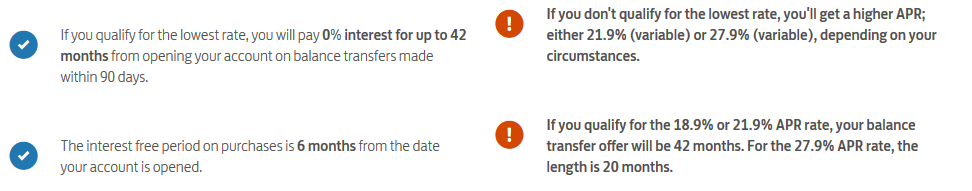 If you qualify for the lowest rate, you will pay 0% interest for up to 42
months from opening your account on balance transfers made
within 90 days.
The interest free period on purchases is 6 months from the date
your account is opened.
If you don't qualify for the lowest rate, you'll get a higher APR;
either 21.9% (variable) or 27.9% (variable), depending on your
circumstances.
If you qualify for the 18.9% or 21.9% APR rate, your balance
transfer offer will be 42 months. For the 27.9% APR rate, the
length is 20 months.